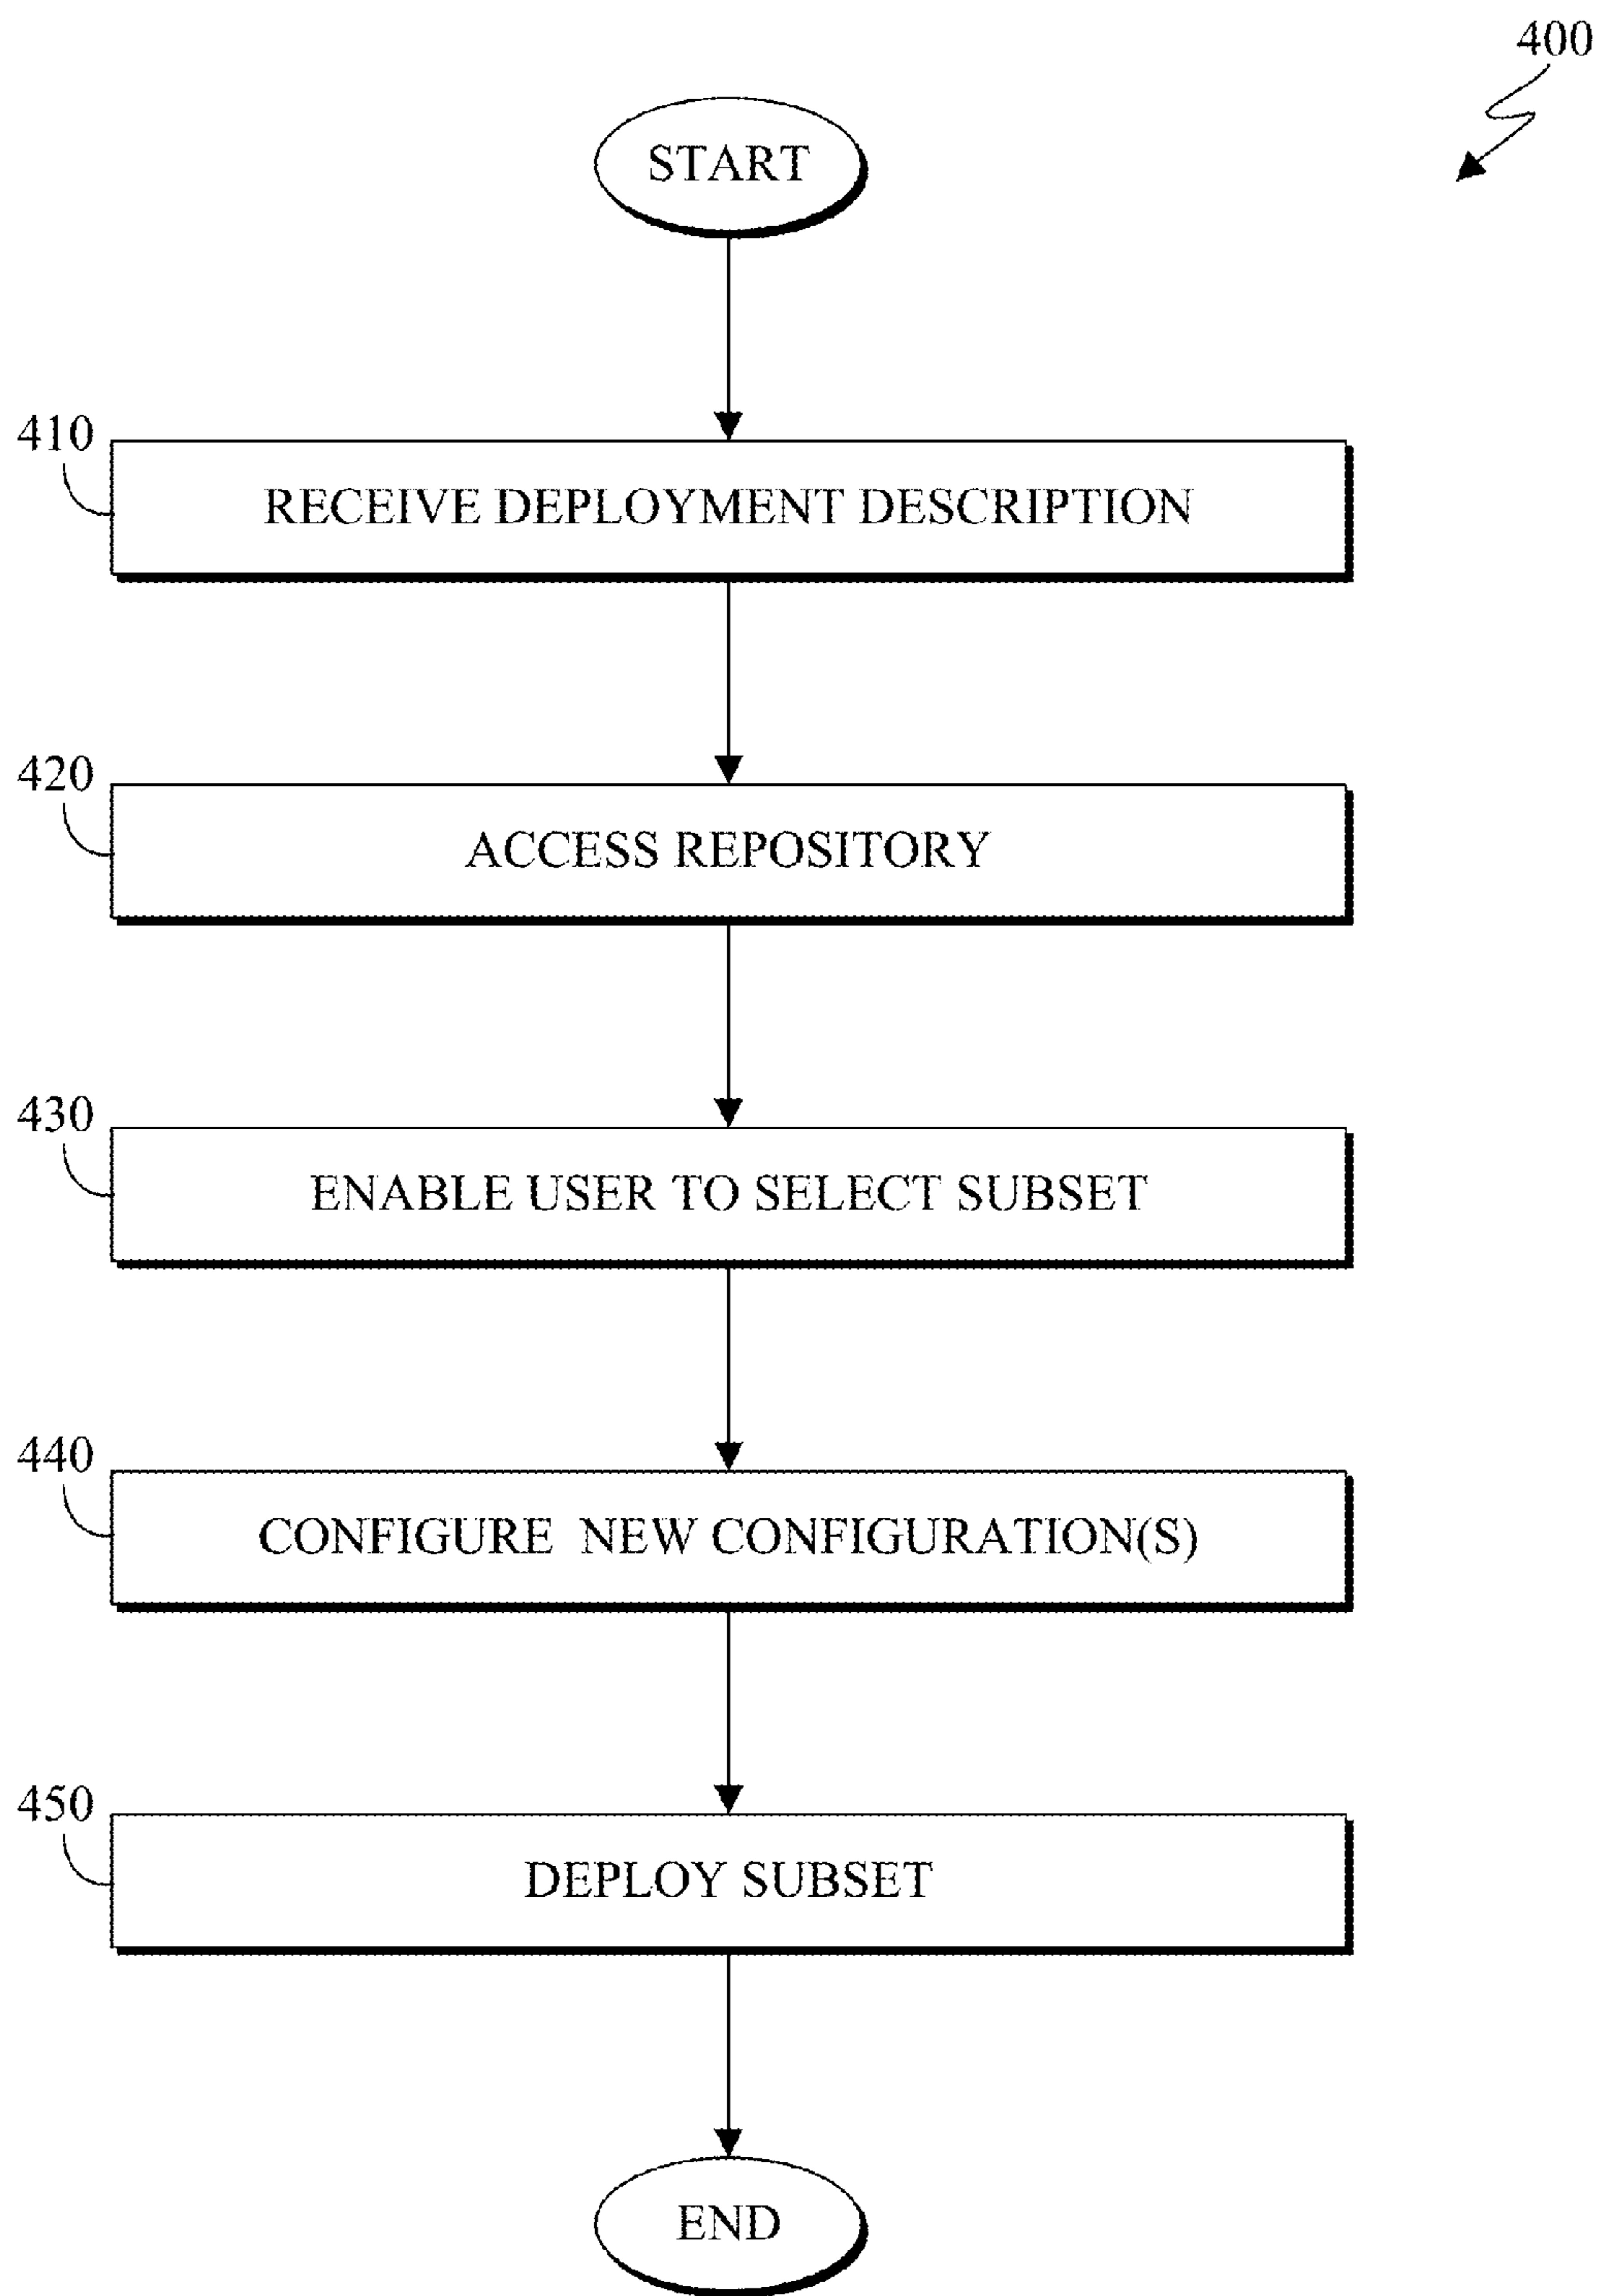 400
START
410
RECEIVE DEPLOYMENT DESCRIPTION
420
ACCESS REPOSITORY
430
ENABLE USER TO SELECT SUBSET
440
CONFIGURE NEW CONFIGURATION(S)
450
DEPLOY SUBSET
END